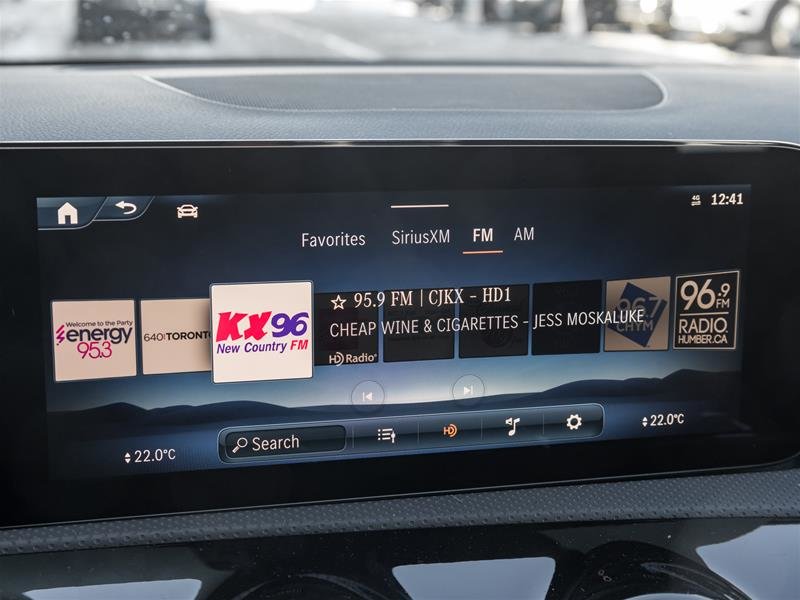 4G 12:41
Favorites SiriusXM FM AM
Welcome to the Party
energy
95.3
640 TORONTO
KX96
New Country FM
☆ 95.9 FM | CJKX - HD1
CHEAP WINE & CIGARETTES - JESS MOSKALUKE
HD Radio
96.7
CHYM
96.9
FM
RADIO.
HUMBER.CA
22.0°C
Search
HD
22.0°C